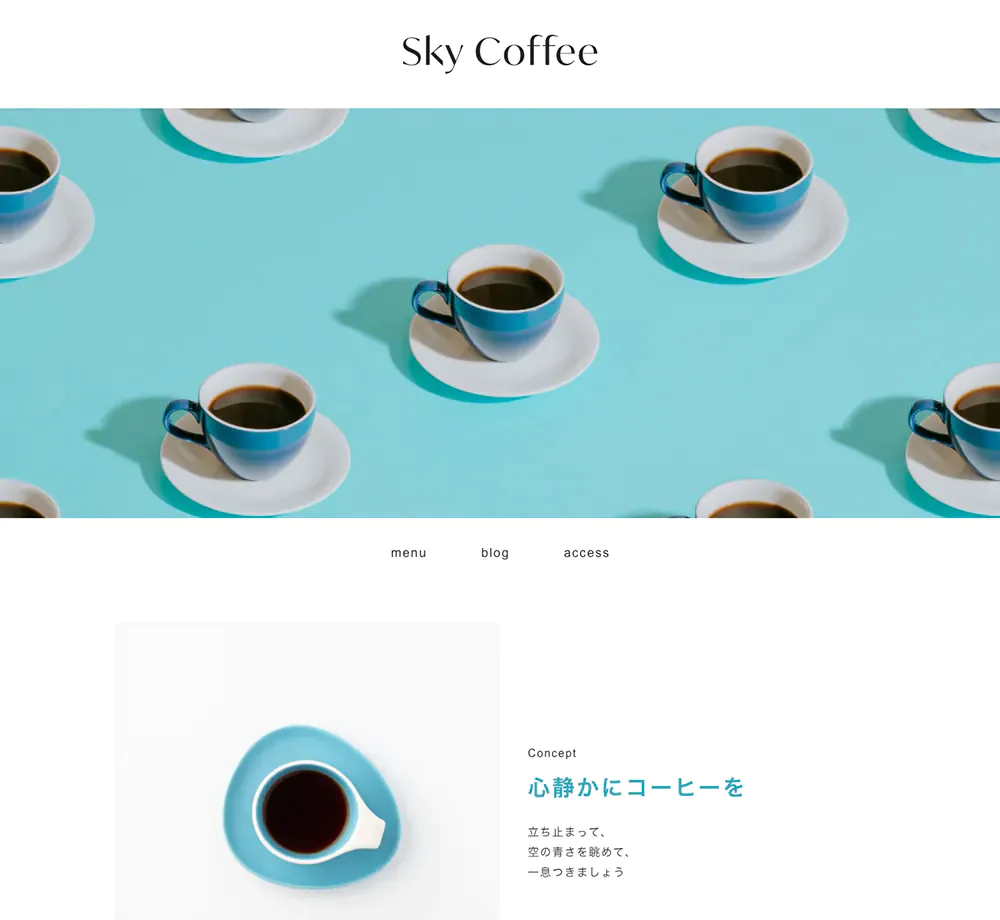 Sky Coffee
menu
blog
access
Concept
心静かにコーヒーを
立ち止まって、
空の青さを眺めて、
一息つきましょう